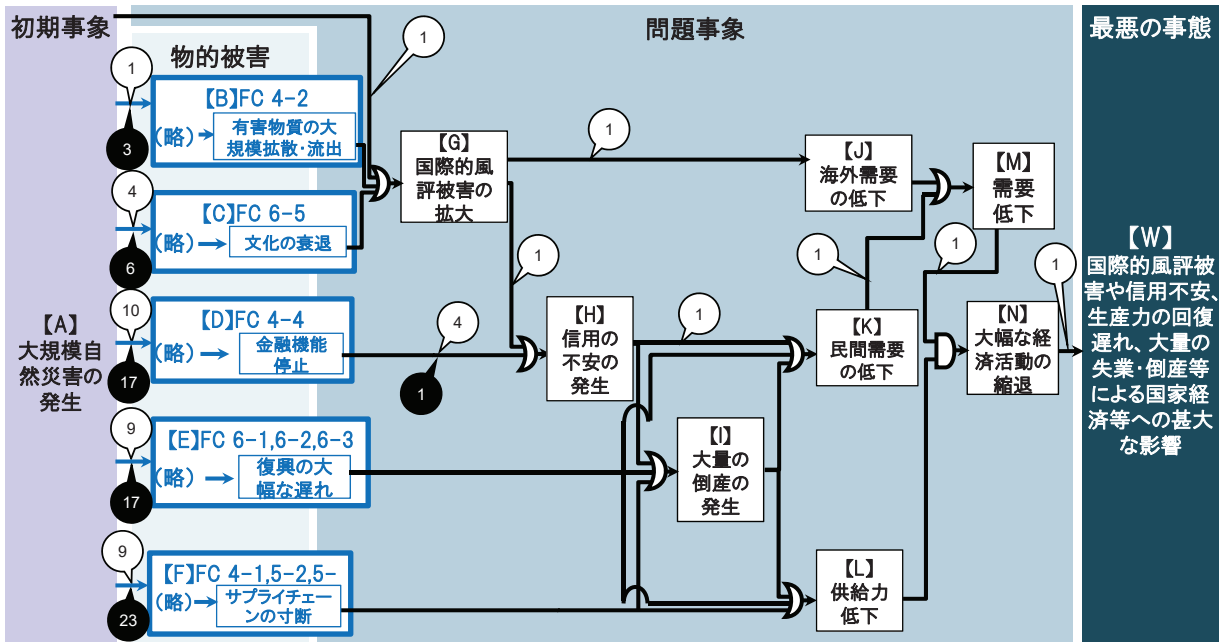 初期事象
物的被害
問題事象
最悪の事態
【A】
大規模自
然災害の
発生
1
3
【B】FC 4-2
(略)
有害物質の大
規模拡散・流出
4
6
【C】FC 6-5
(略)
文化の衰退
10
17
【D】FC 4-4
(略)
金融機能
停止
9
17
【E】FC 6-1,6-2,6-3
(略)
復興の大
幅な遅れ
9
23
【F】FC 4-1,5-2,5-
(略)
サプライチェー
ンの寸断
1
【G】
国際的風
評被害の
拡大
1
1
4
1
【H】
信用の
不安の
発生
1
【I】
大量の
倒産の
発生
【J】
海外需要
の低下
1
【K】
民間需要
の低下
【L】
供給力
低下
【M】
需要
低下
1
【N】
大幅な経
済活動の
縮退
1
【W】
国際的風評被
害や信用不安、
生産力の回復
遅れ、大量の
失業・倒産等
による国家経
済等への甚大
な影響